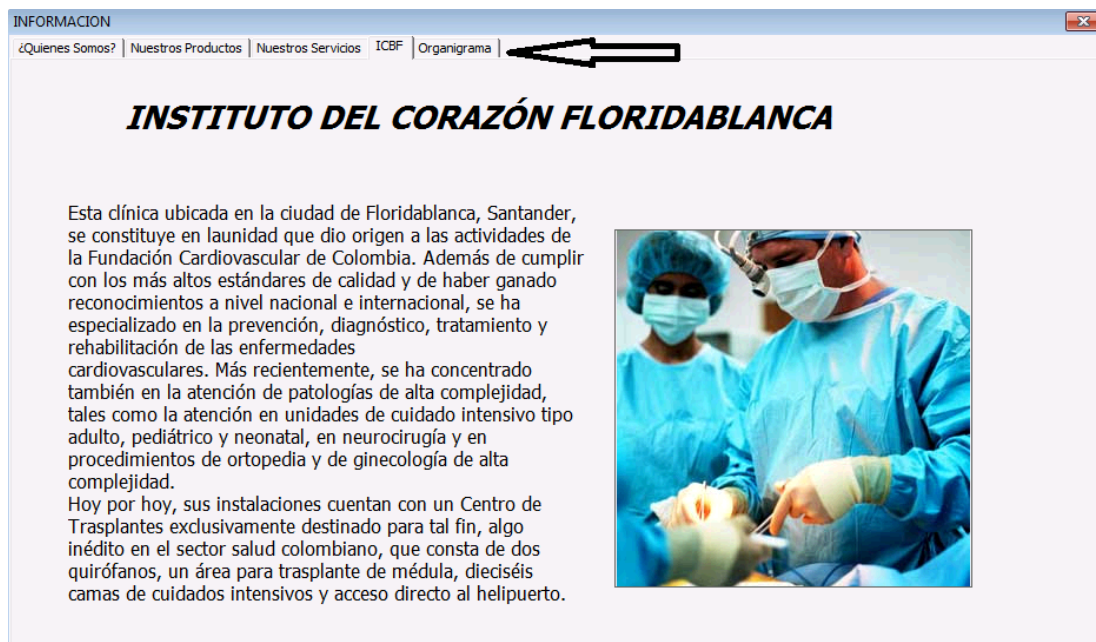 INFORMACION
¿Quienes Somos? Nuestros Productos Nuestros Servicios ICBF Organigrama
INSTITUTO DEL CORAZÓN FLORIDABLANCA
Esta clínica ubicada en la ciudad de Floridablanca, Santander,
se constituye en launidad que dio origen a las actividades de
la Fundación Cardiovascular de Colombia. Además de cumplir
con los más altos estándares de calidad y de haber ganado
reconocimientos a nivel nacional e internacional, se ha
especializado en la prevención, diagnóstico, tratamiento y
rehabilitación de las enfermedades
cardiovasculares. Más recientemente, se ha concentrado
también en la atención de patologías de alta complejidad,
tales como la atención en unidades de cuidado intensivo tipo
adulto, pediátrico y neonatal, en neurocirugía y en
procedimientos de ortopedia y de ginecología de alta
complejidad.
Hoy por hoy, sus instalaciones cuentan con un Centro de
Trasplantes exclusivamente destinado para tal fin, algo
inédito en el sector salud colombiano, que consta de dos
quirófanos, un área para trasplante de médula, dieciséis
camas de cuidados intensivos y acceso directo al helipuerto.